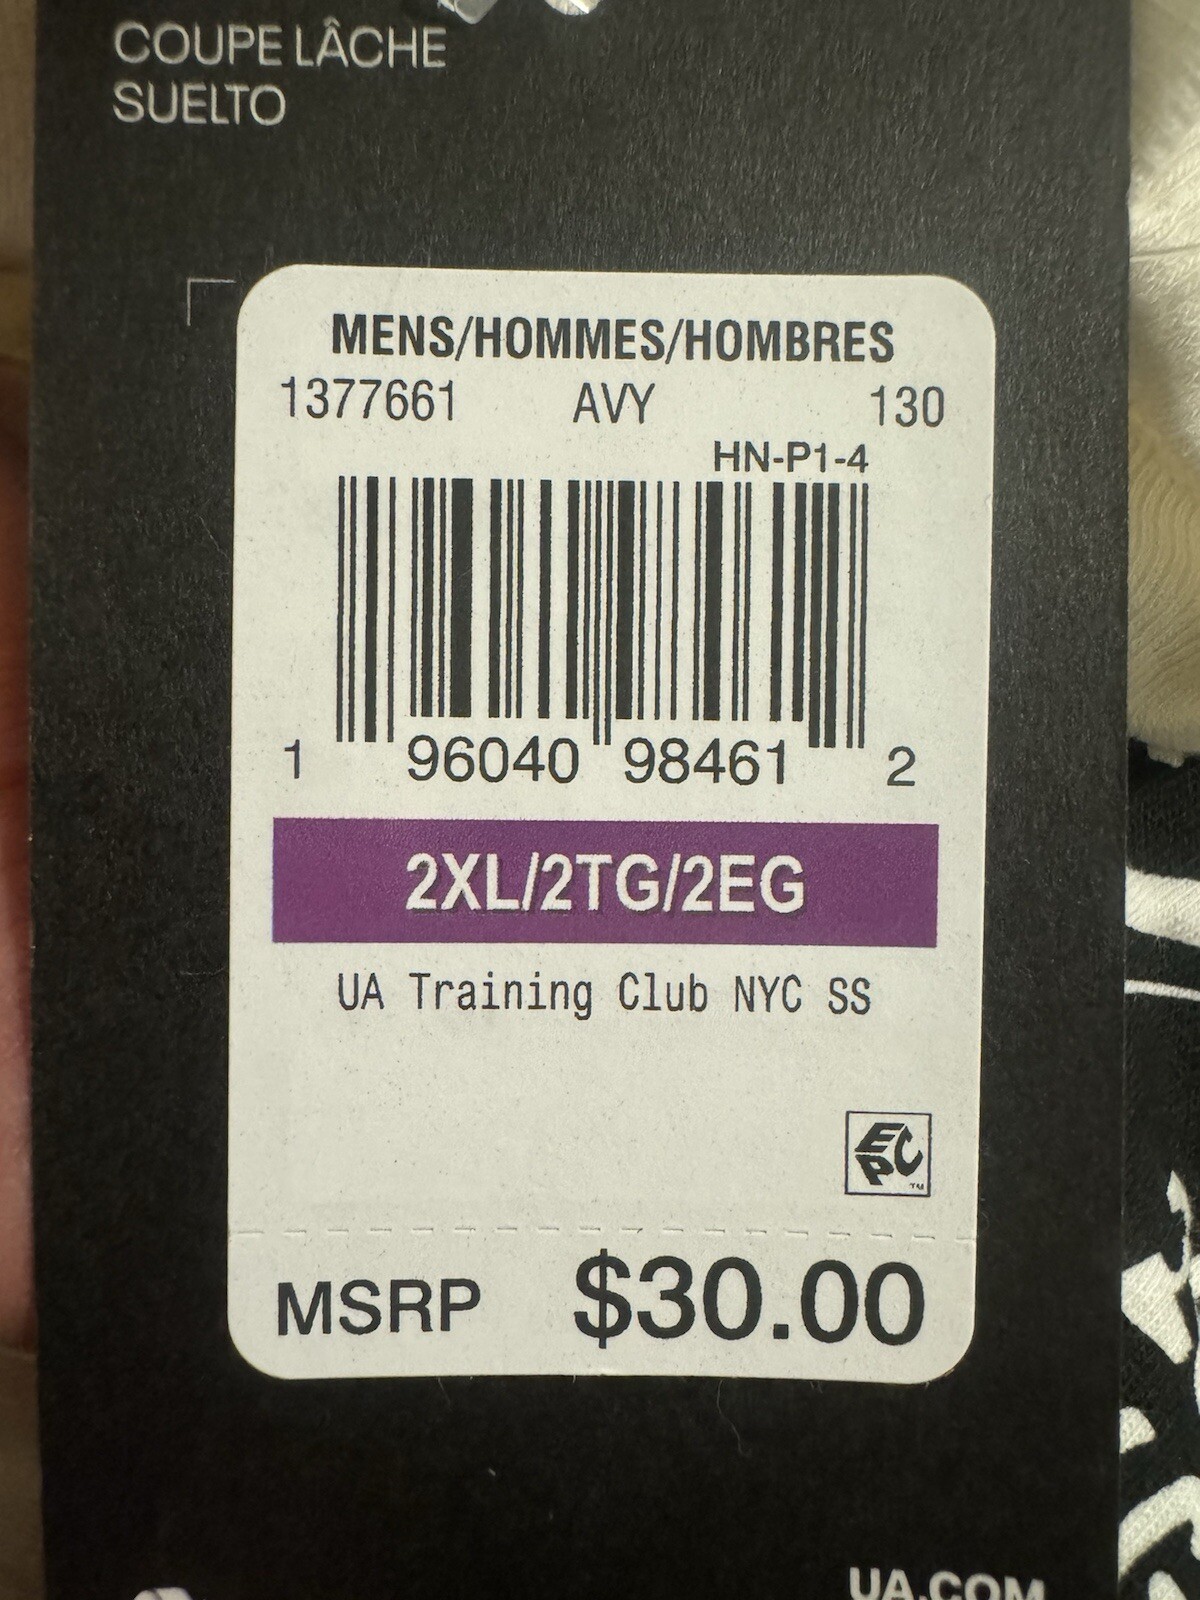 COUPE LÂCHE
SUELTO
MENS/HOMMES/HOMBRES
1377661 AVY 130
HN-P1-4
1 96040 98461 2
2XL/2TG/2EG
UA Training Club NYC SS
EPC TM
MSRP $30.00
UA.COM